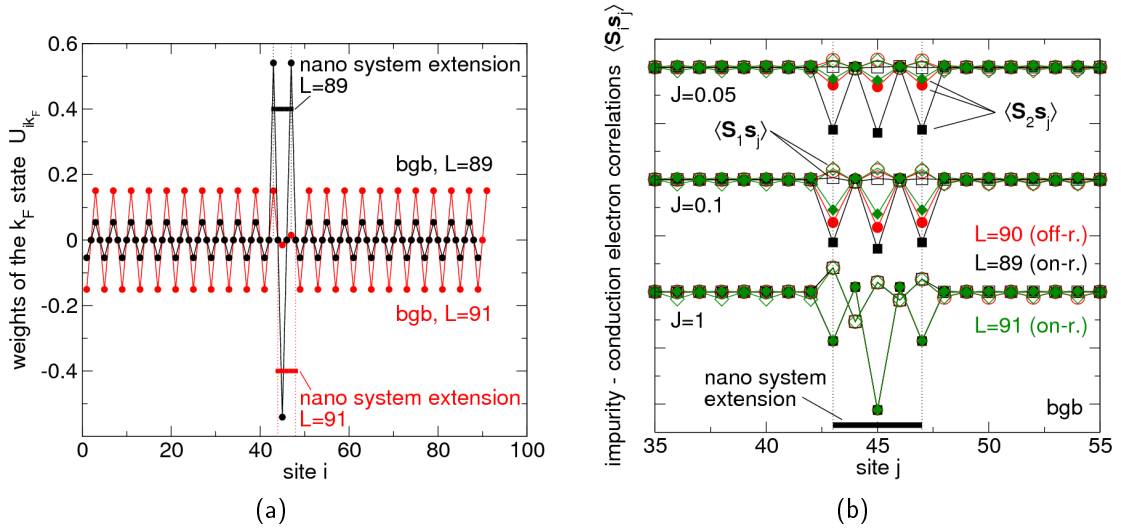 weights of the k_F state U_{ik_F}
0.6
0.4
0.2
0
-0.2
-0.4
nano system extension
L=89
bgb, L=89
bgb, L=91
nano system extension
L=91
0 20 40 60 80 100
site i
(a)
impurity - conduction electron correlations ⟨S_i s_j⟩
J=0.05
⟨S_2 s_j⟩
⟨S_1 s_j⟩
J=0.1
L=90 (off-r.)
L=89 (on-r.)
J=1
L=91 (on-r.)
nano system
extension
bgb
35 40 45 50 55
site j
(b)